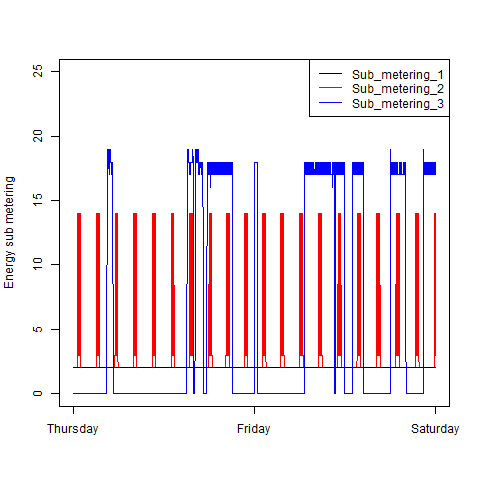 Sub_metering_1
Sub_metering_2
Sub_metering_3
Energy sub metering
25
20
15
10
5
0
Thursday
Friday
Saturday